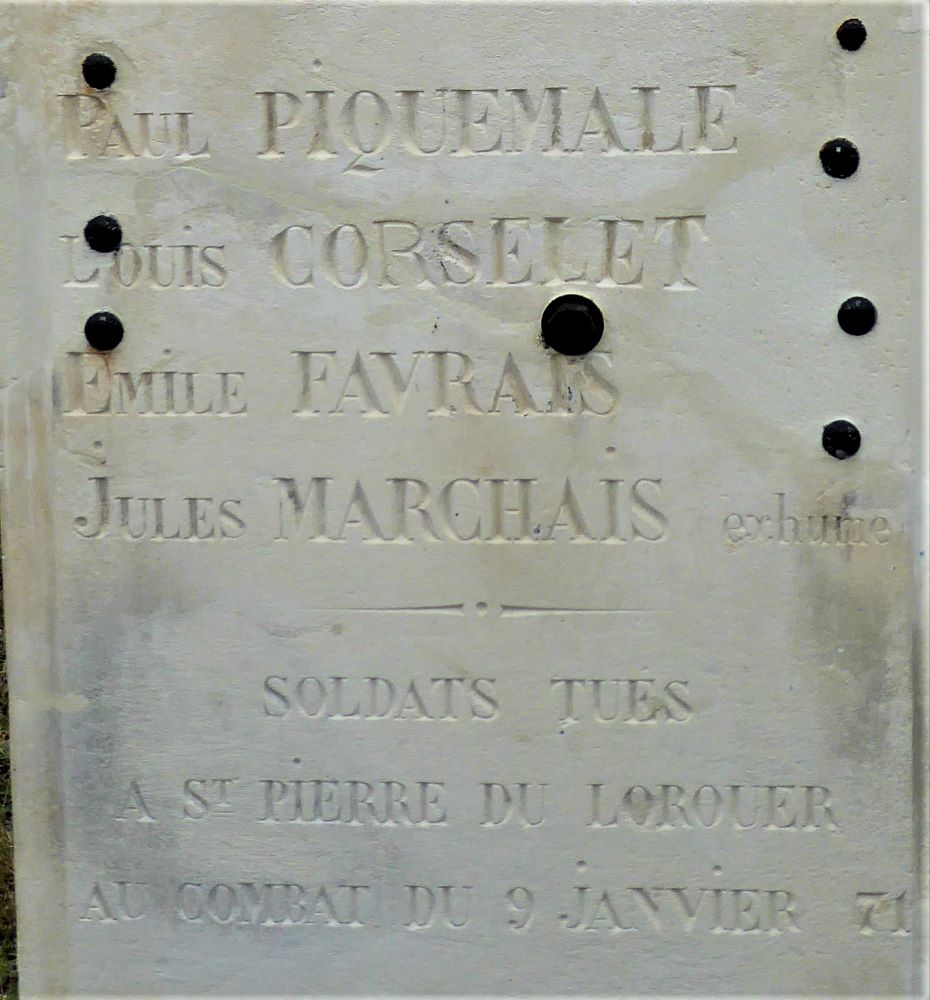 Paul PIQUEMALE
Louis CORSELET
Emile FAVRAIS
Jules MARCHAIS (exhumé
SOLDATS TUÉS
A ST PIERRE DU LOROUER
AU COMBAT DU 9 JANVIER 71